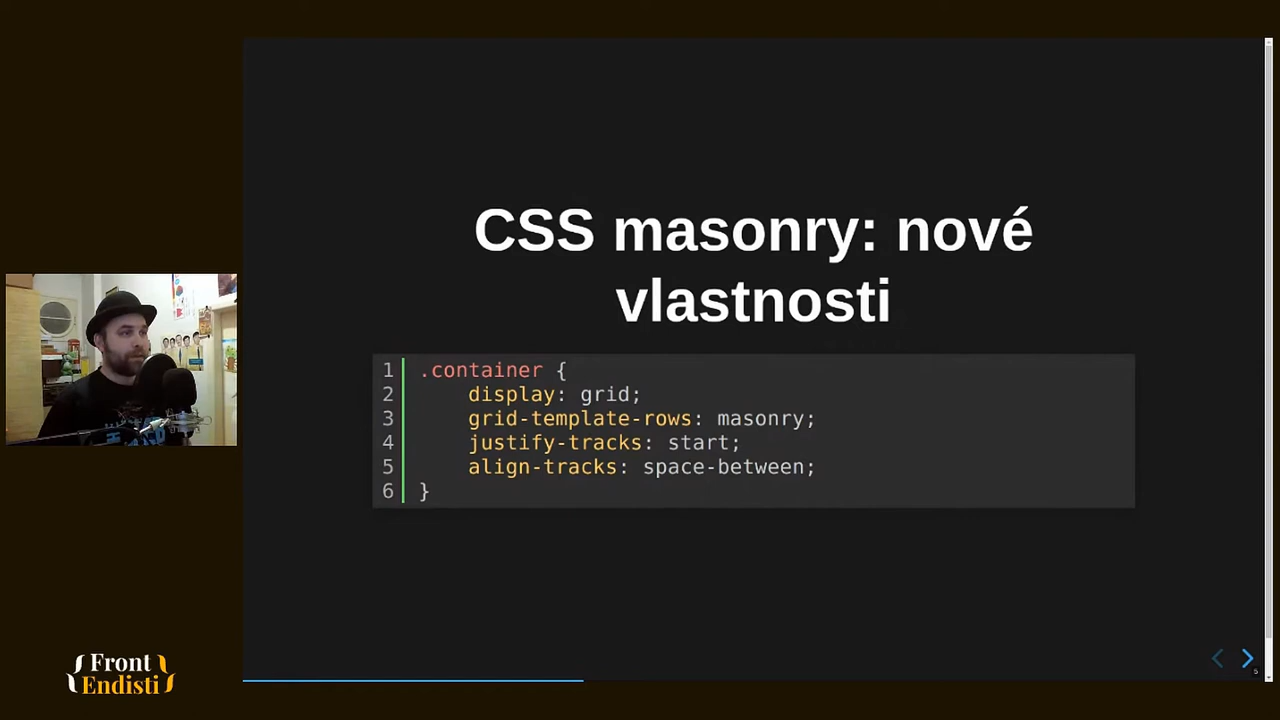 CSS masonry: nové
vlastnosti
1 .container {
2 display: grid;
3 grid-template-rows: masonry;
4 justify-tracks: start;
5 align-tracks: space-between;
6 }
{Front
Endisti}
5